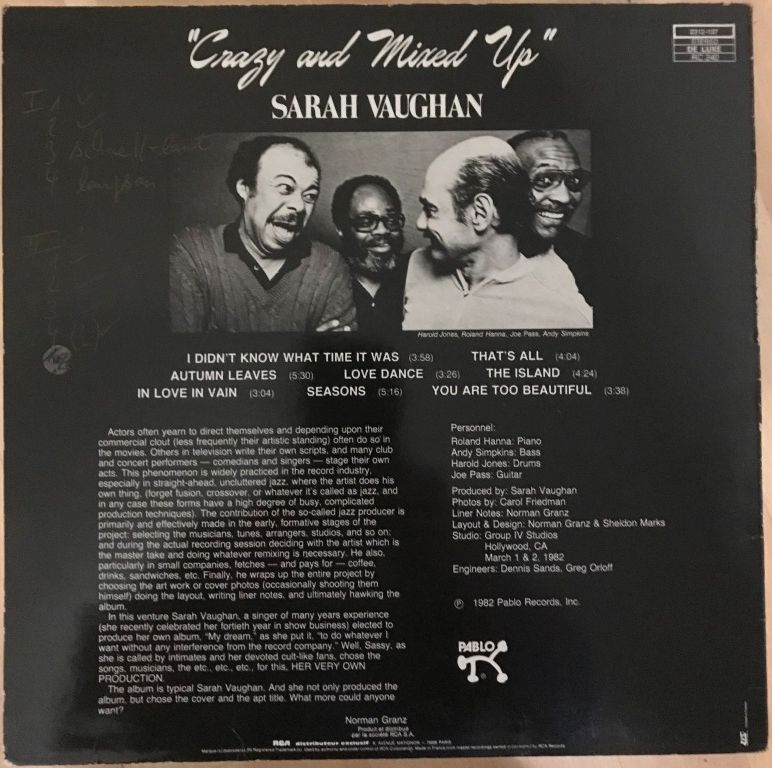 "Crazy and Mixed Up"
SARAH VAUGHAN
2312-137
STEREO
DE LUXE
RC 240
Harold Jones, Roland Hanna, Joe Pass, Andy Simpkins
I DIDN'T KNOW WHAT TIME IT WAS (3:58) THAT'S ALL (4:04)
AUTUMN LEAVES (5:30) LOVE DANCE (3:26) THE ISLAND (4:24)
IN LOVE IN VAIN (3:04) SEASONS (5:16) YOU ARE TOO BEAUTIFUL (3:38)
Actors often yearn to direct themselves and depending upon their
commercial clout (less frequently their artistic standing) often do so in
the movies. Others in television write their own scripts, and many club
and concert performers — comedians and singers — stage their own
acts. This phenomenon is widely practiced in the record industry,
especially in straight-ahead, uncluttered jazz, where the artist does his
own thing. (forget fusion, crossover, or whatever it's called as jazz, and
in any case these forms have a high degree of busy, complicated
production techniques). The contribution of the so-called jazz producer is
primarily and effectively made in the early, formative stages of the
project: selecting the musicians, tunes, arrangers, studios, and so on;
and during the actual recording session deciding with the artist which is
the master take and doing whatever remixing is necessary. He also,
particularly in small companies, fetches — and pays for — coffee,
drinks, sandwiches, etc. Finally, he wraps up the entire project by
choosing the art work or cover photos (occasionally shooting them
himself) doing the layout, writing liner notes, and ultimately hawking the
album.
In this venture Sarah Vaughan, a singer of many years experience
(she recently celebrated her fortieth year in show business) elected to
produce her own album, "My dream," as she put it, "to do whatever I
want without any interference from the record company." Well, Sassy, as
she is called by intimates and her devoted cult-like fans, chose the
songs, musicians, the etc., etc., etc., for this, HER VERY OWN
PRODUCTION.
The album is typical Sarah Vaughan. And she not only produced the
album, but chose the cover and the apt title. What more could anyone
want?
Norman Granz
Personnel:
Roland Hanna: Piano
Andy Simpkins: Bass
Harold Jones: Drums
Joe Pass: Guitar
Produced by: Sarah Vaughan
Photos by: Carol Friedman
Liner Notes: Norman Granz
Layout & Design: Norman Granz & Sheldon Marks
Studio: Group IV Studios
Hollywood, CA
March 1 & 2, 1982
Engineers: Dennis Sands, Greg Orloff
℗ 1982 Pablo Records, Inc.
PABLO
Produit et distribué
par la société RCA S.A.
RCA distributeur exclusif 9, AVENUE MATIGNON - 75008 PARIS